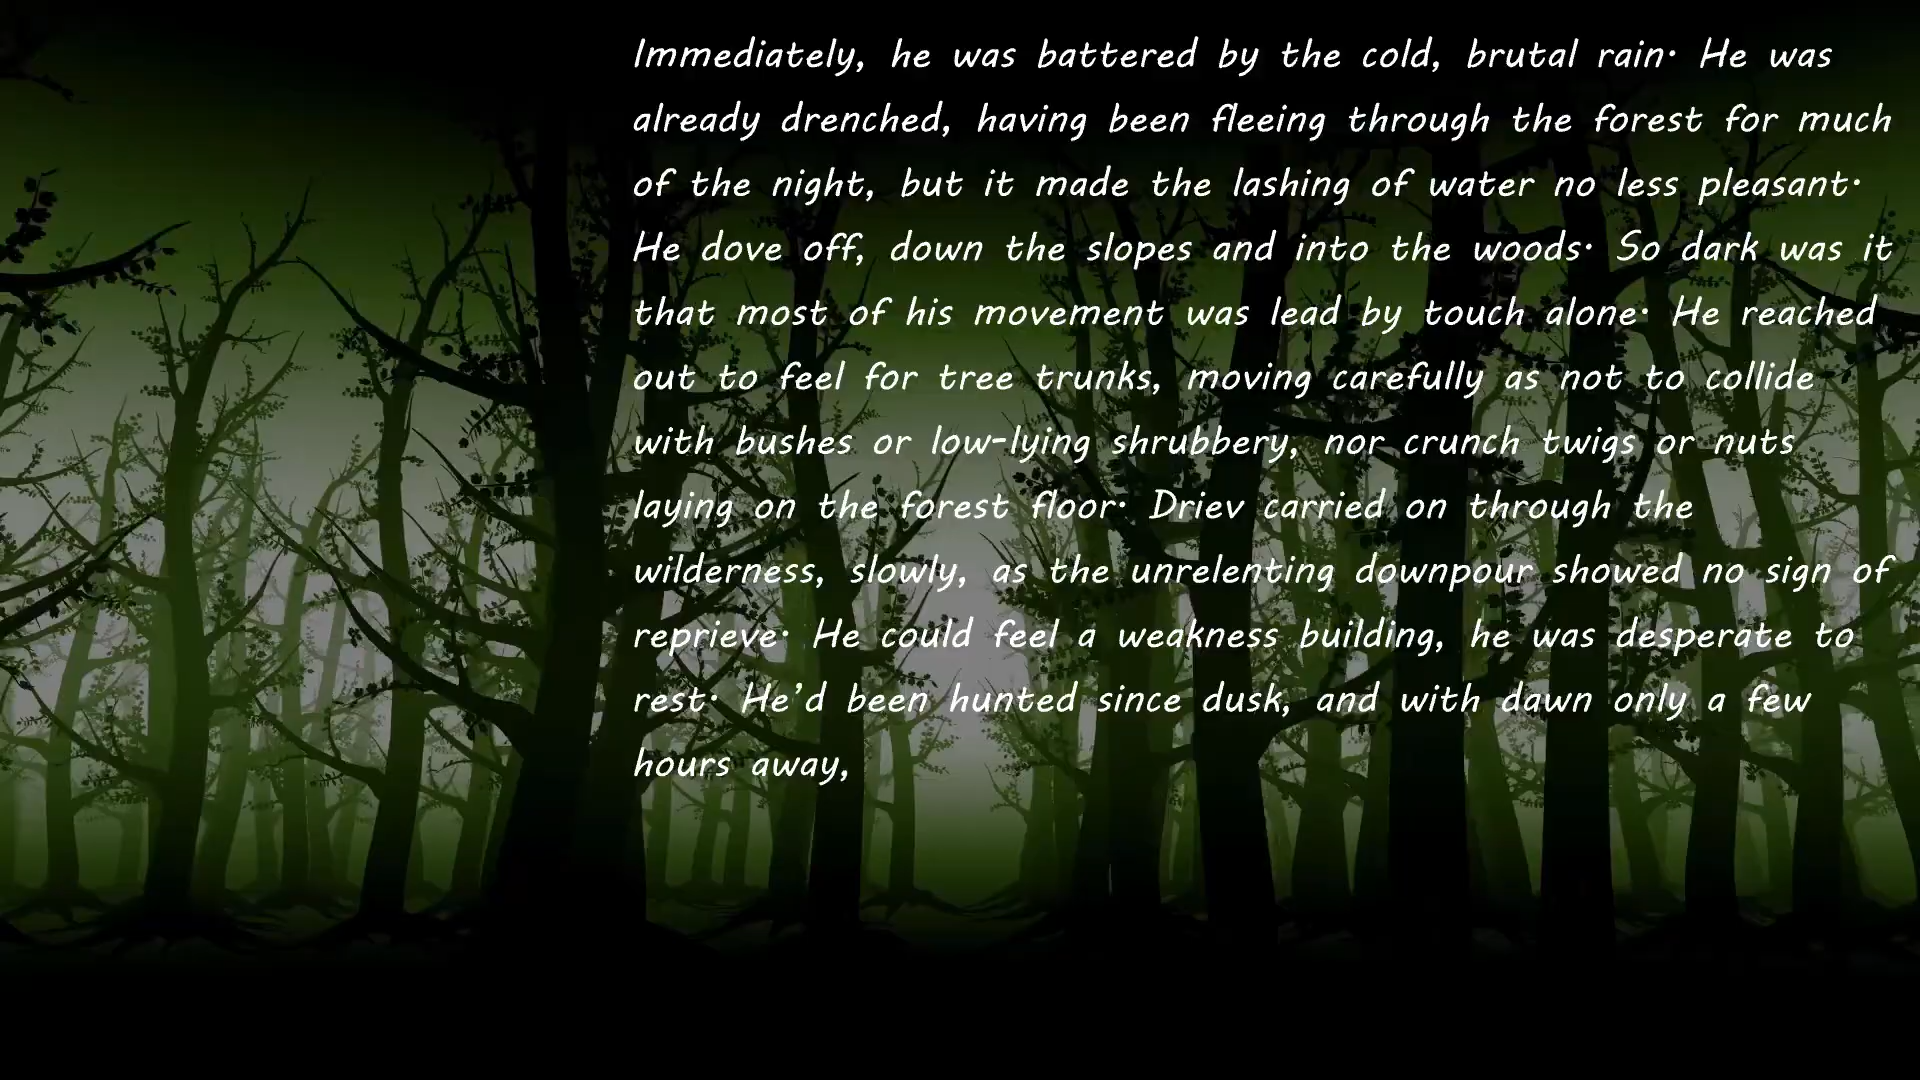 Immediately, he was battered by the cold, brutal rain. He was
already drenched, having been fleeing through the forest for much
of the night, but it made the lashing of water no less pleasant.
He dove off, down the slopes and into the woods. So dark was it
that most of his movement was lead by touch alone. He reached
out to feel for tree trunks, moving carefully as not to collide
with bushes or low-lying shrubbery, nor crunch twigs or nuts
laying on the forest floor. Driev carried on through the
wilderness, slowly, as the unrelenting downpour showed no sign of
reprieve. He could feel a weakness building, he was desperate to
rest. He’d been hunted since dusk, and with dawn only a few
hours away,